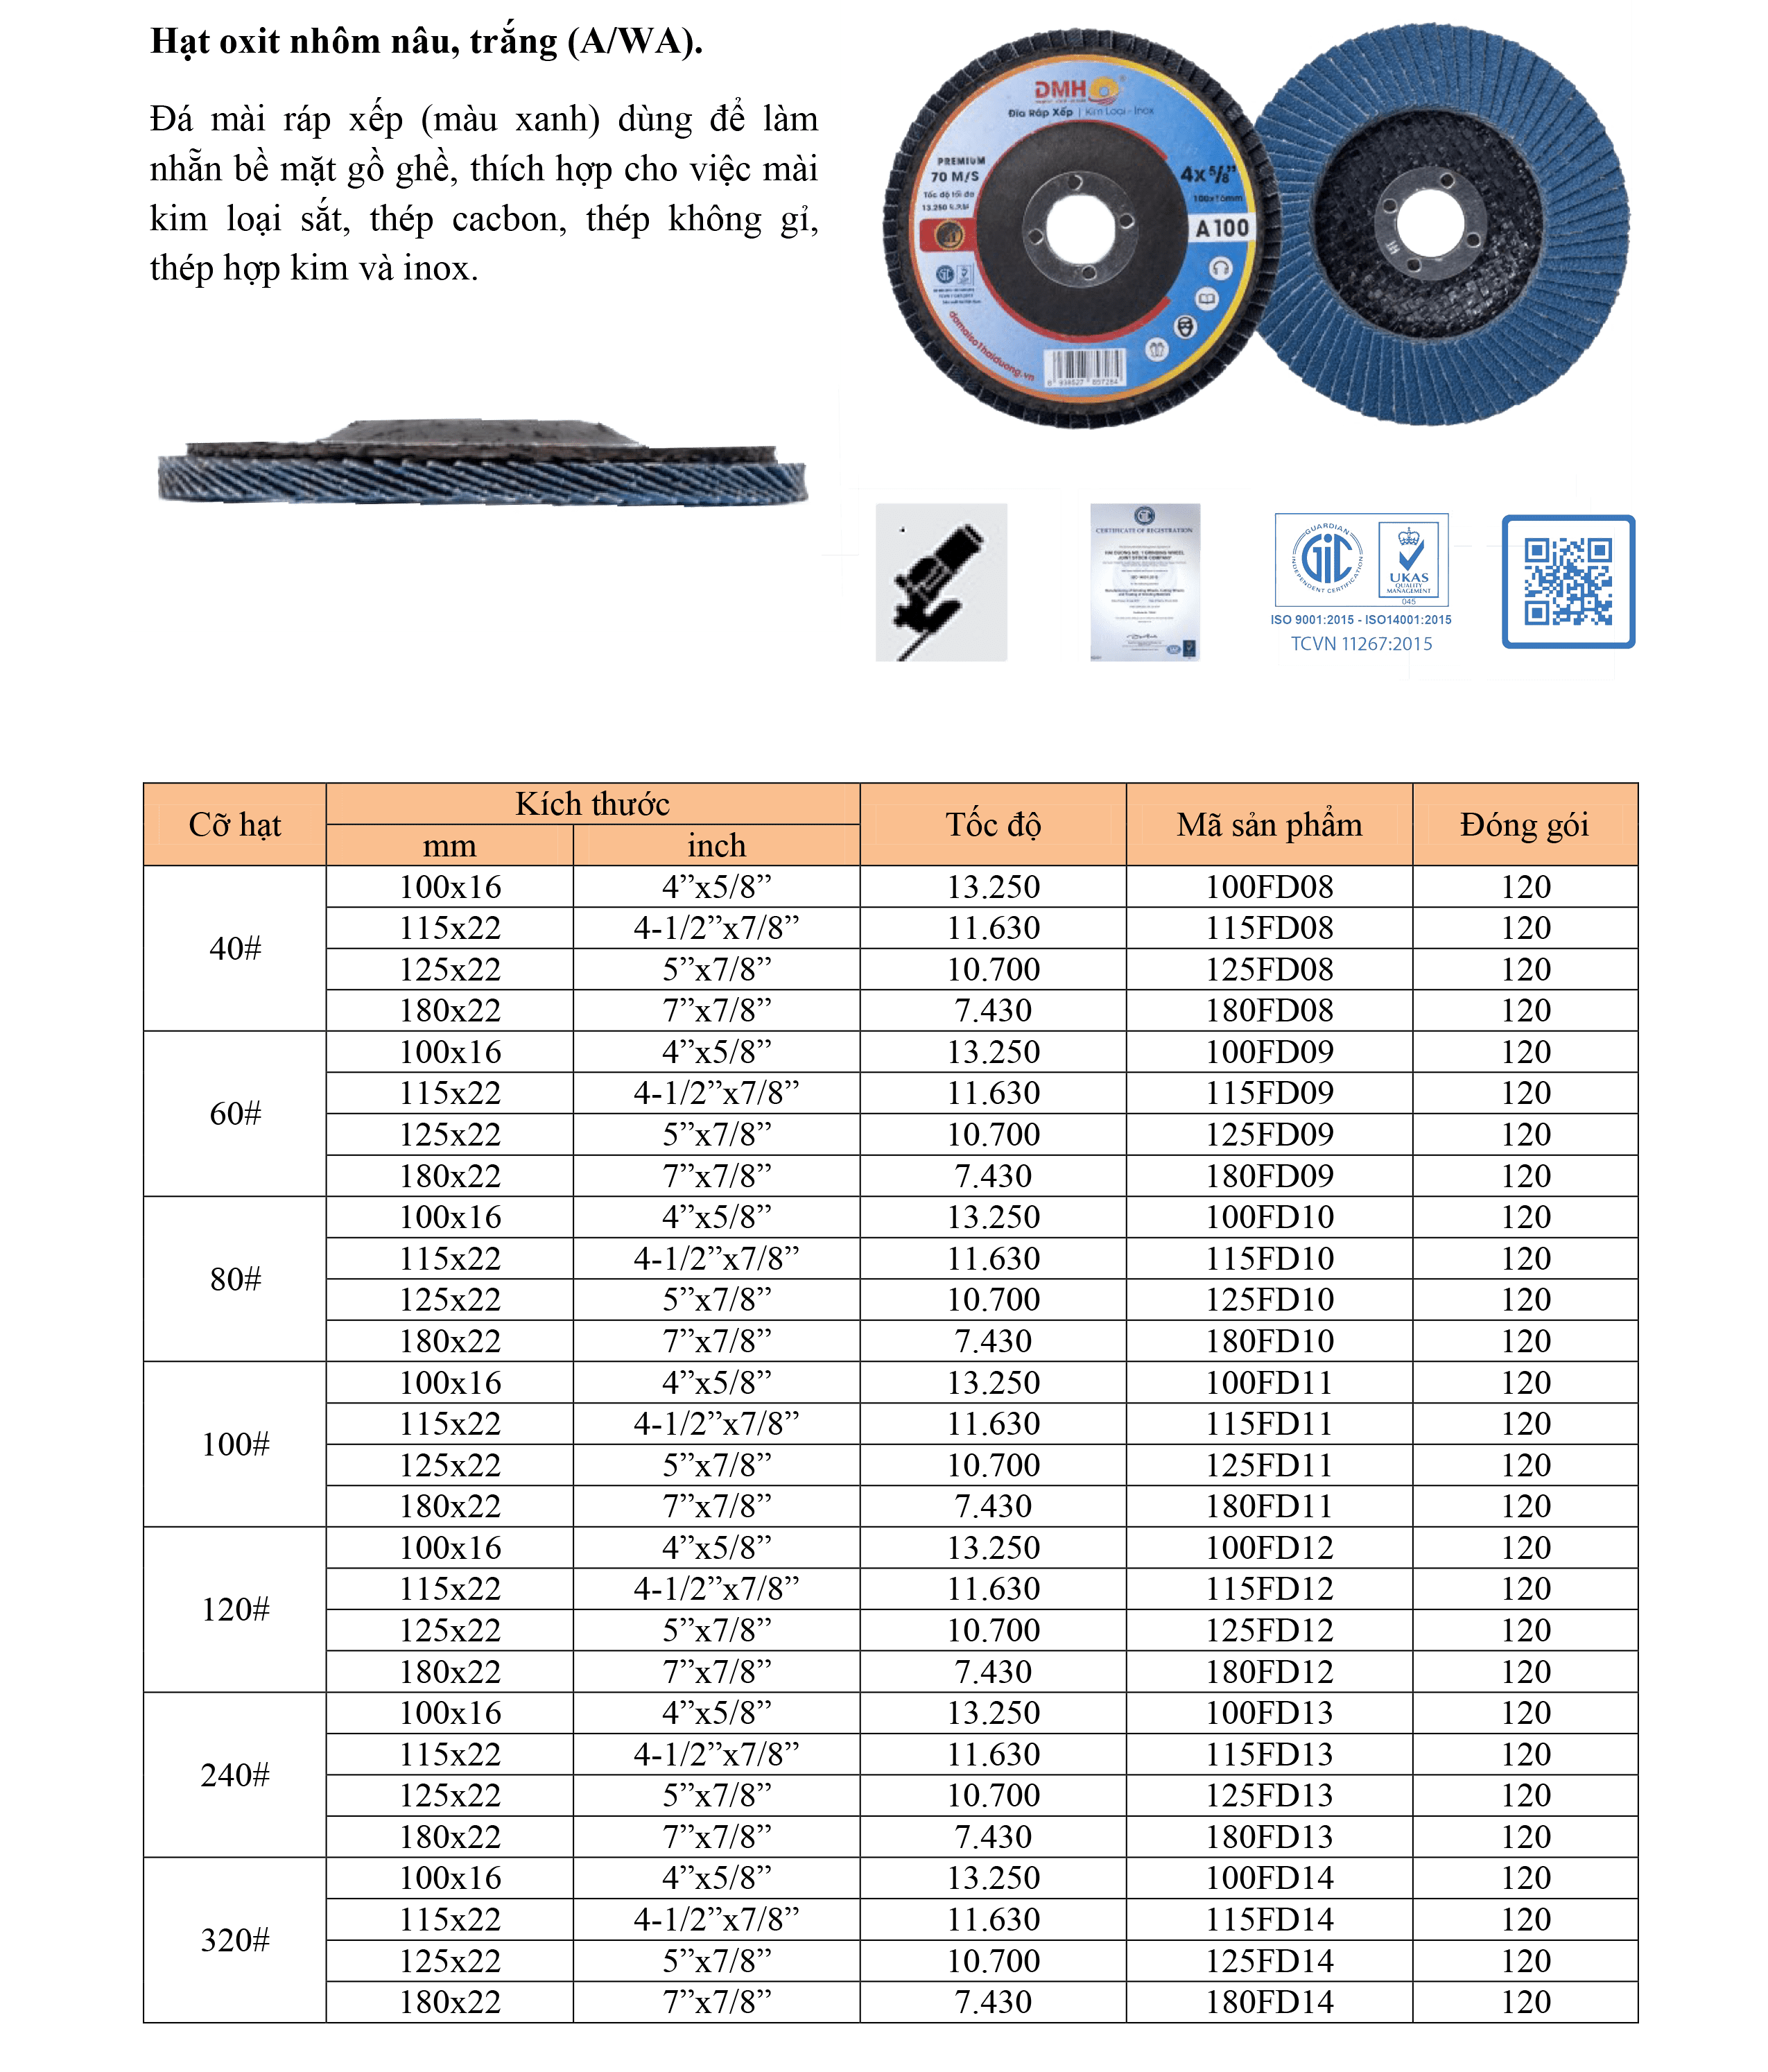 Hạt oxit nhôm nâu, trắng (A/WA).
Đá mài ráp xếp (màu xanh) dùng để làm
nhẵn bề mặt gồ ghề, thích hợp cho việc mài
kim loại sắt, thép cacbon, thép không gỉ,
thép hợp kim và inox.
DMH
Đĩa Ráp Xếp | Kim Loại - Inox
PREMIUM
70 M/S
Tốc độ tối đa
13.250 R.P.M
4x5/8"
100x16mm
A 100
damaiso1haiduong.vn
CERTIFICATE OF REGISTRATION
GUARDIAN
GIC
INDEPENDENT CERTIFICATION
UKAS
QUALITY
MANAGEMENT
045
ISO 9001:2015 - ISO14001:2015
TCVN 11267:2015
Cỡ hạt Kích thước Tốc độ Mã sản phẩm Đóng gói
mm inch
40# 100x16 4”x5/8” 13.250 100FD08 120
115x22 4-1/2”x7/8” 11.630 115FD08 120
125x22 5”x7/8” 10.700 125FD08 120
180x22 7”x7/8” 7.430 180FD08 120
60# 100x16 4”x5/8” 13.250 100FD09 120
115x22 4-1/2”x7/8” 11.630 115FD09 120
125x22 5”x7/8” 10.700 125FD09 120
180x22 7”x7/8” 7.430 180FD09 120
80# 100x16 4”x5/8” 13.250 100FD10 120
115x22 4-1/2”x7/8” 11.630 115FD10 120
125x22 5”x7/8” 10.700 125FD10 120
180x22 7”x7/8” 7.430 180FD10 120
100# 100x16 4”x5/8” 13.250 100FD11 120
115x22 4-1/2”x7/8” 11.630 115FD11 120
125x22 5”x7/8” 10.700 125FD11 120
180x22 7”x7/8” 7.430 180FD11 120
120# 100x16 4”x5/8” 13.250 100FD12 120
115x22 4-1/2”x7/8” 11.630 115FD12 120
125x22 5”x7/8” 10.700 125FD12 120
180x22 7”x7/8” 7.430 180FD12 120
240# 100x16 4”x5/8” 13.250 100FD13 120
115x22 4-1/2”x7/8” 11.630 115FD13 120
125x22 5”x7/8” 10.700 125FD13 120
180x22 7”x7/8” 7.430 180FD13 120
320# 100x16 4”x5/8” 13.250 100FD14 120
115x22 4-1/2”x7/8” 11.630 115FD14 120
125x22 5”x7/8” 10.700 125FD14 120
180x22 7”x7/8” 7.430 180FD14 120